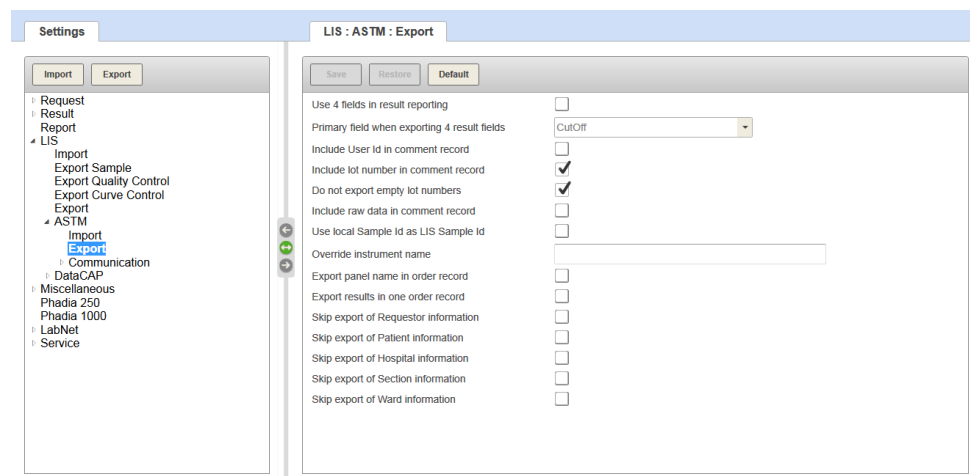 Settings
LIS : ASTM : Export
Import Export
Save Restore Default
Request
Result
Report
LIS
Import
Export Sample
Export Quality Control
Export Curve Control
Export
ASTM
Import
Export
Communication
DataCAP
Miscellaneous
Phadia 250
Phadia 1000
LabNet
Service
Use 4 fields in result reporting
Primary field when exporting 4 result fields CutOff
Include User Id in comment record
Include lot number in comment record
Do not export empty lot numbers
Include raw data in comment record
Use local Sample Id as LIS Sample Id
Override instrument name
Export panel name in order record
Export results in one order record
Skip export of Requestor information
Skip export of Patient information
Skip export of Hospital information
Skip export of Section information
Skip export of Ward information